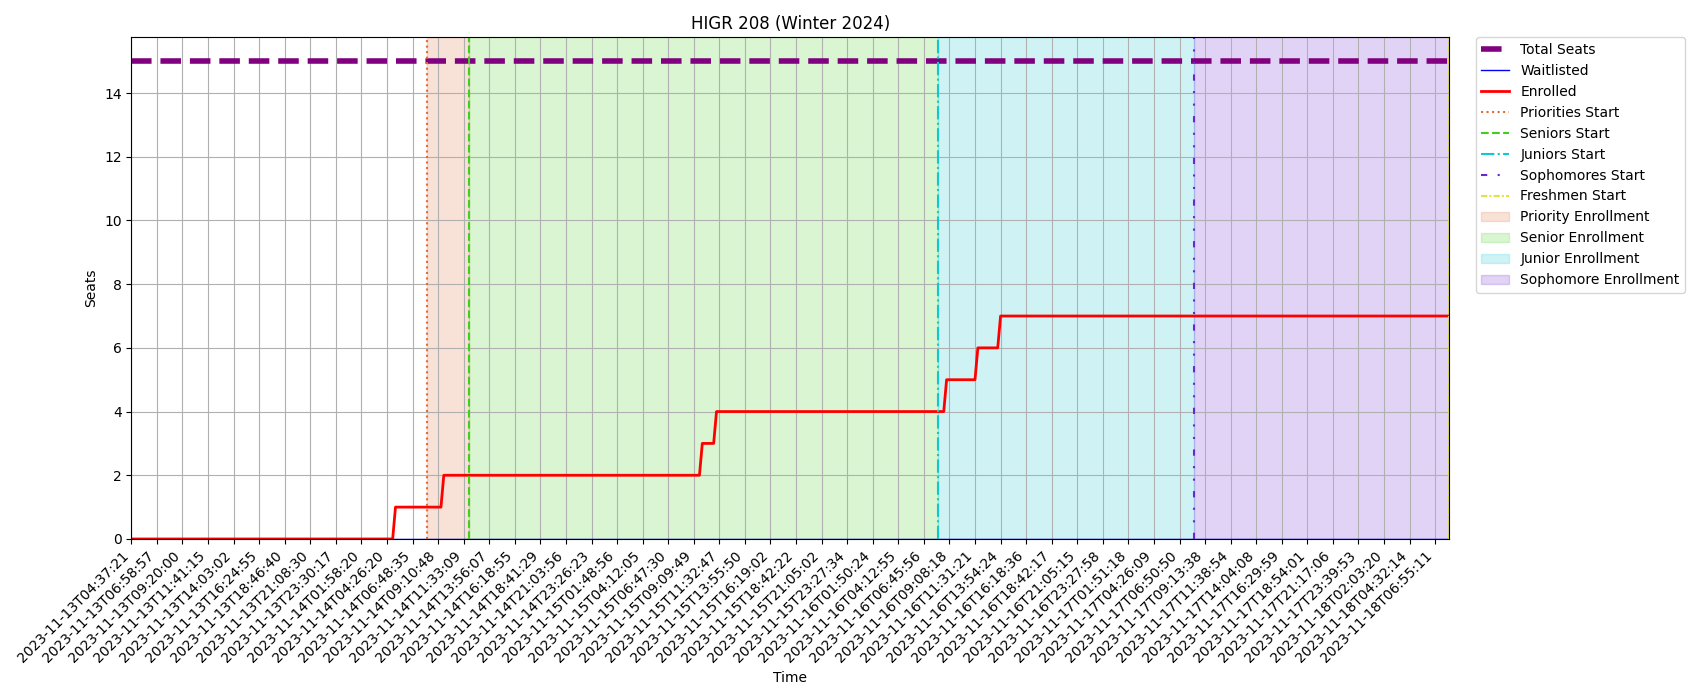 HIGR 208 (Winter 2024)
Seats
14
12
10
8
6
4
2
0
2023-11-13T04:37:21
2023-11-13T06:58:57
2023-11-13T09:20:00
2023-11-13T11:41:15
2023-11-13T14:03:02
2023-11-13T16:24:55
2023-11-13T18:46:40
2023-11-13T21:08:30
2023-11-13T23:30:17
2023-11-14T01:58:20
2023-11-14T04:26:20
2023-11-14T06:48:35
2023-11-14T09:10:48
2023-11-14T11:33:09
2023-11-14T13:56:07
2023-11-14T16:18:55
2023-11-14T18:41:29
2023-11-14T21:03:56
2023-11-14T23:26:23
2023-11-15T01:48:56
2023-11-15T04:12:05
2023-11-15T06:47:30
2023-11-15T09:09:49
2023-11-15T11:32:47
2023-11-15T13:55:50
2023-11-15T16:19:02
2023-11-15T18:42:22
2023-11-15T21:05:02
2023-11-15T23:27:34
2023-11-16T01:50:24
2023-11-16T04:12:55
2023-11-16T06:45:56
2023-11-16T09:08:18
2023-11-16T11:31:21
2023-11-16T13:54:24
2023-11-16T16:18:36
2023-11-16T18:42:17
2023-11-16T21:05:15
2023-11-16T23:27:58
2023-11-17T01:51:18
2023-11-17T04:26:09
2023-11-17T06:50:50
2023-11-17T09:13:38
2023-11-17T11:38:54
2023-11-17T14:04:08
2023-11-17T16:29:59
2023-11-17T18:54:01
2023-11-17T21:17:06
2023-11-17T23:39:53
2023-11-18T02:03:20
2023-11-18T04:32:14
2023-11-18T06:55:11
Time
Total Seats
Waitlisted
Enrolled
Priorities Start
Seniors Start
Juniors Start
Sophomores Start
Freshmen Start
Priority Enrollment
Senior Enrollment
Junior Enrollment
Sophomore Enrollment